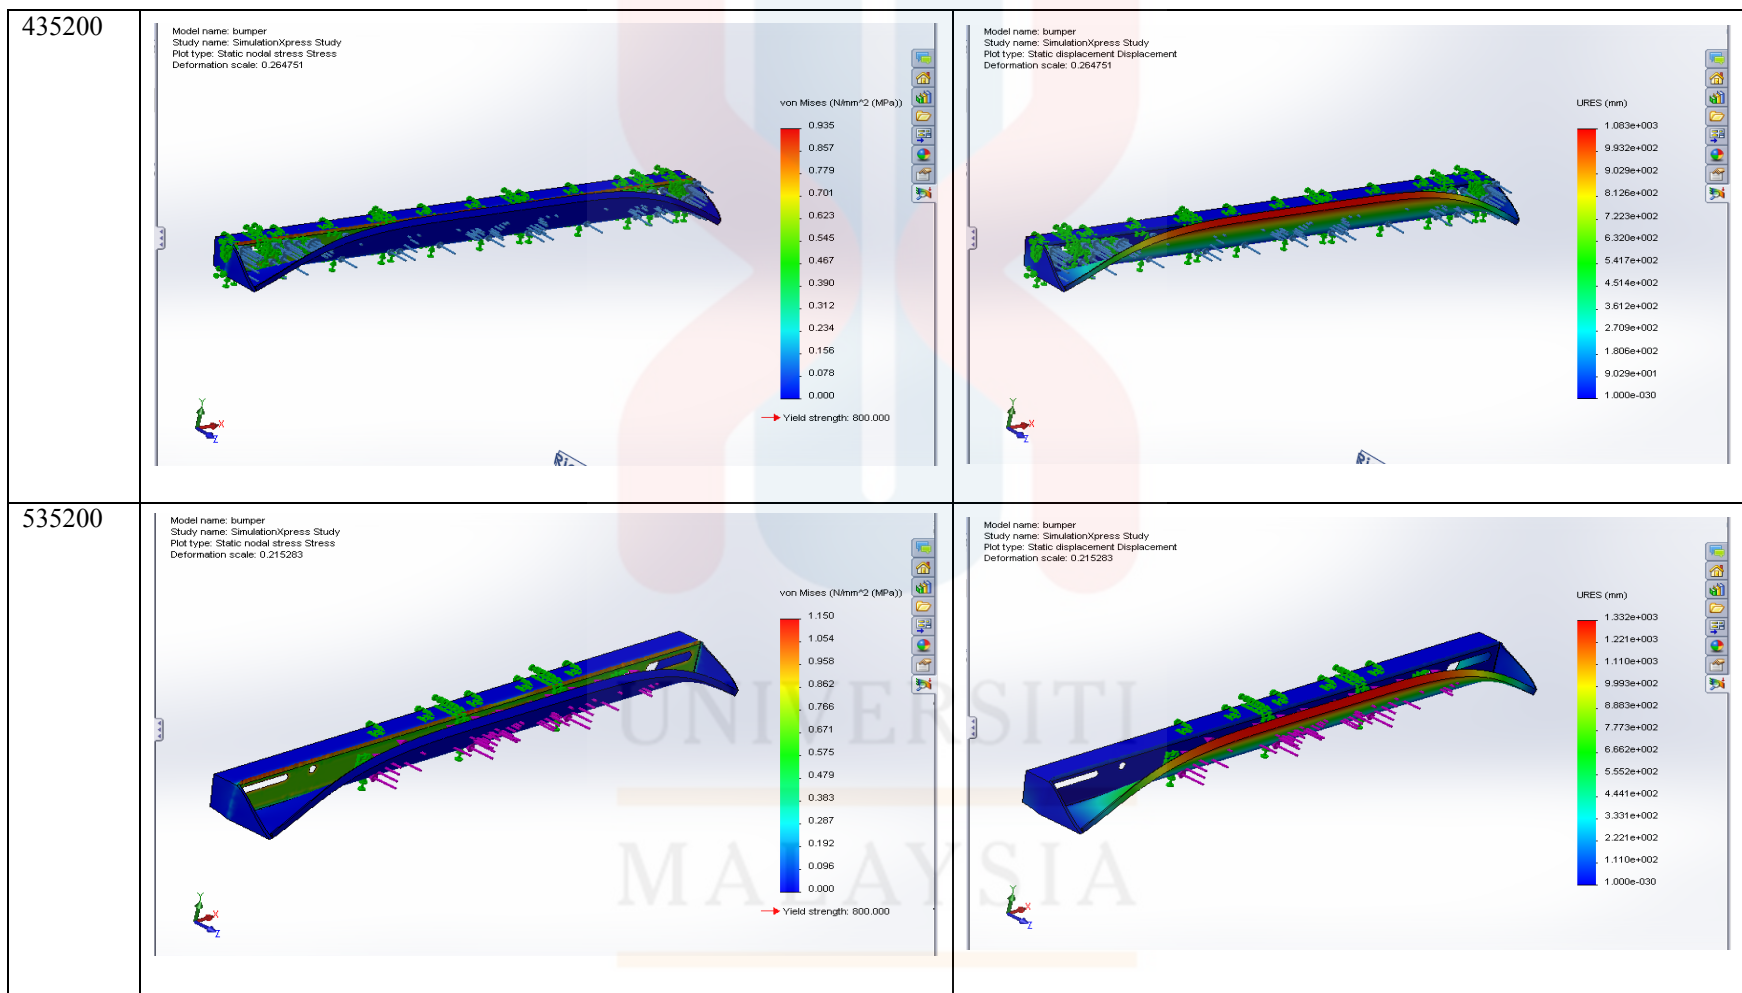 435200
Model name: bumper
Study name: SimulationXpress Study
Plot type: Static nodal stress Stress
Deformation scale: 0.264751
von Mises (N/mm^2 (MPa))
0.935
0.857
0.779
0.701
0.623
0.545
0.467
0.390
0.312
0.234
0.156
0.078
0.000
Yield strength: 800.000
Y
X
Z
Model name: bumper
Study name: SimulationXpress Study
Plot type: Static displacement Displacement
Deformation scale: 0.264751
URES (mm)
1.083e+003
9.932e+002
9.029e+002
8.126e+002
7.223e+002
6.320e+002
5.417e+002
4.514e+002
3.612e+002
2.709e+002
1.806e+002
9.029e+001
1.000e-030
Y
X
Z
535200
Model name: bumper
Study name: SimulationXpress Study
Plot type: Static nodal stress Stress
Deformation scale: 0.215283
von Mises (N/mm^2 (MPa))
1.150
1.054
0.958
0.862
0.766
0.671
0.575
0.479
0.383
0.287
0.192
0.096
0.000
Yield strength: 800.000
Y
X
Z
Model name: bumper
Study name: SimulationXpress Study
Plot type: Static displacement Displacement
Deformation scale: 0.215283
URES (mm)
1.332e+003
1.221e+003
1.110e+003
9.993e+002
8.883e+002
7.773e+002
6.662e+002
5.552e+002
4.441e+002
3.331e+002
2.221e+002
1.110e+002
1.000e-030
Y
X
Z
UNIVERSITI
MALAYSIA